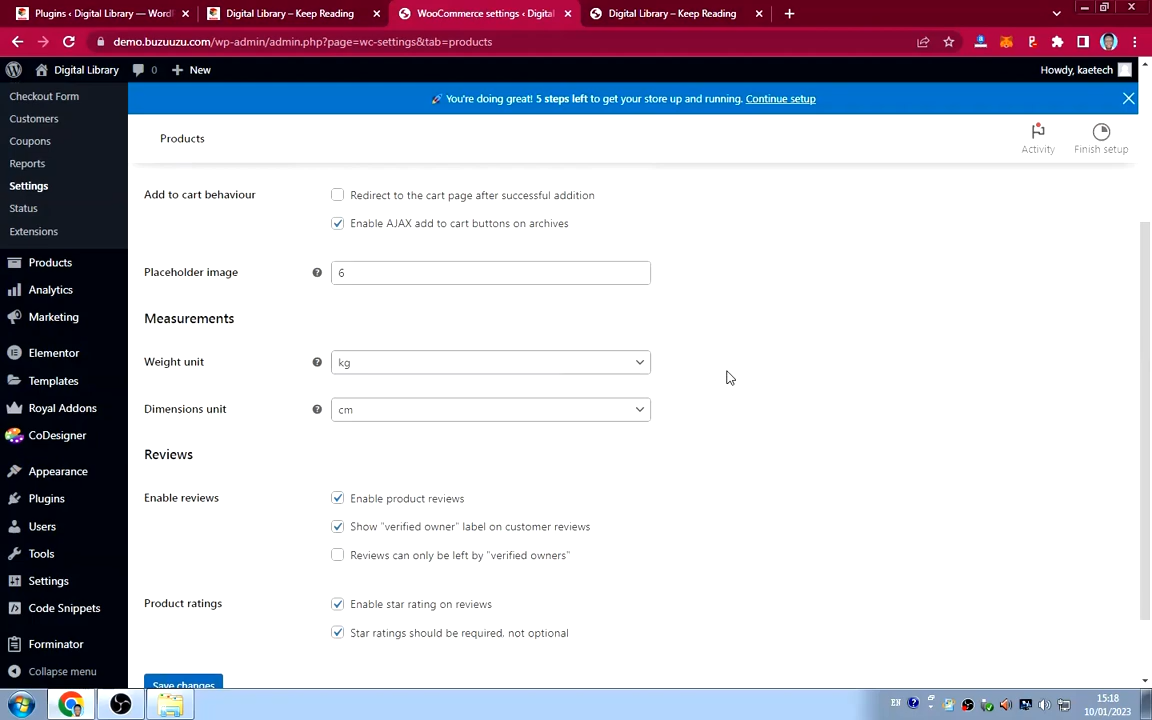 Plugins ‹ Digital Library — WordP
Digital Library – Keep Reading
WooCommerce settings ‹ Digital
Digital Library – Keep Reading
demo.buzuuzu.com/wp-admin/admin.php?page=wc-settings&tab=products
Digital Library
0
New
Howdy, kaetech
Checkout Form
Customers
Coupons
Reports
Settings
Status
Extensions
Products
Analytics
Marketing
Elementor
Templates
Royal Addons
CoDesigner
Appearance
Plugins
Users
Tools
Settings
Code Snippets
Forminator
Collapse menu
🚀 You're doing great! 5 steps left to get your store up and running. Continue setup
Products
Activity
Finish setup
Add to cart behaviour
Redirect to the cart page after successful addition
Enable AJAX add to cart buttons on archives
Placeholder image
6
Measurements
Weight unit
kg
Dimensions unit
cm
Reviews
Enable reviews
Enable product reviews
Show "verified owner" label on customer reviews
Reviews can only be left by "verified owners"
Product ratings
Enable star rating on reviews
Star ratings should be required, not optional
Save changes
EN
15:18
10/01/2023